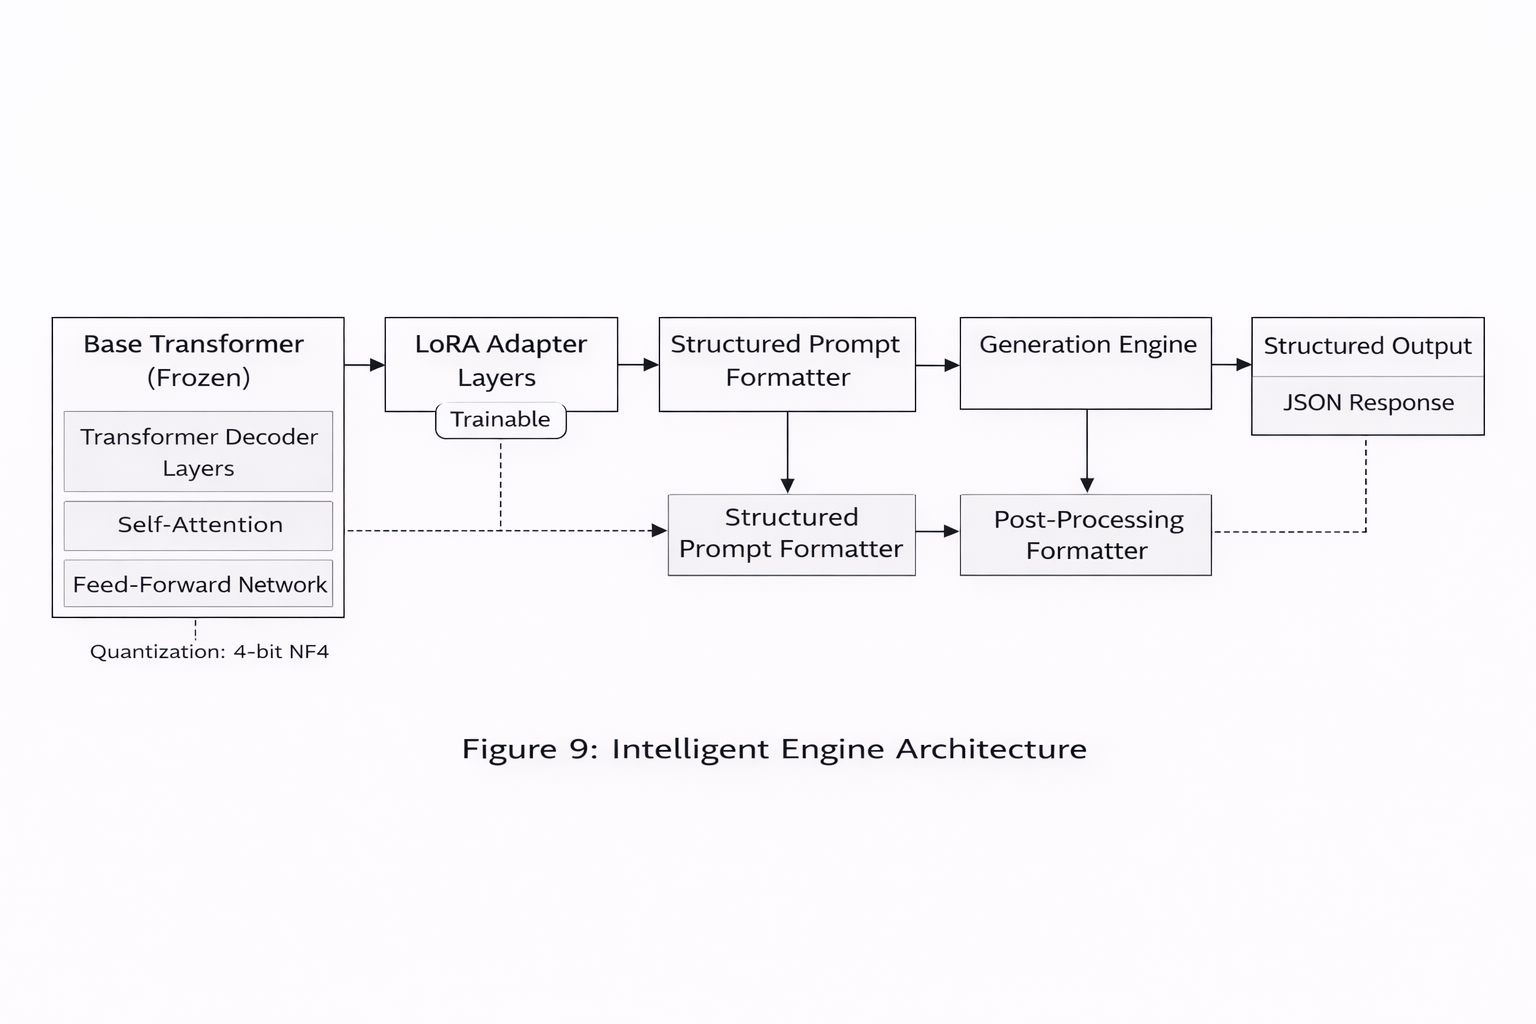 Base Transformer
(Frozen)
Transformer Decoder
Layers
Self-Attention
Feed-Forward Network
Quantization: 4-bit NF4
LoRA Adapter
Layers
Trainable
Structured Prompt
Formatter
Structured
Prompt Formatter
Generation Engine
Post-Processing
Formatter
Structured Output
JSON Response
Figure 9: Intelligent Engine Architecture